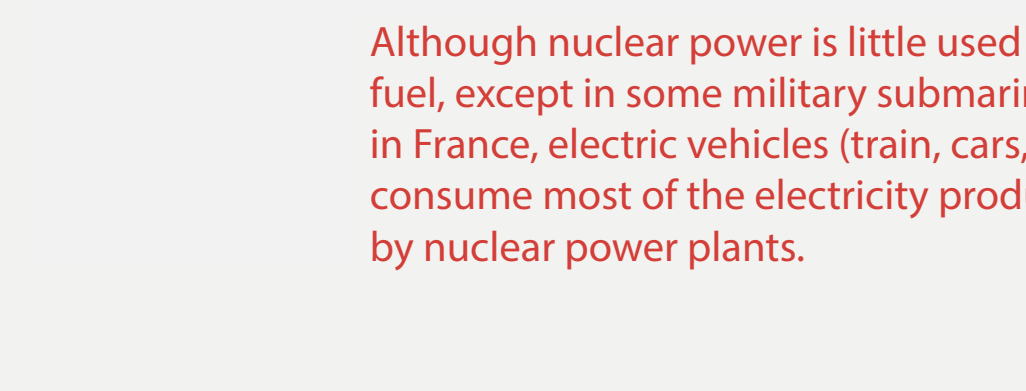 Although nuclear power is little used
fuel, except in some military
in France, electric vehicles (train, cars,
consume most of the electricity
by nuclear power plants.